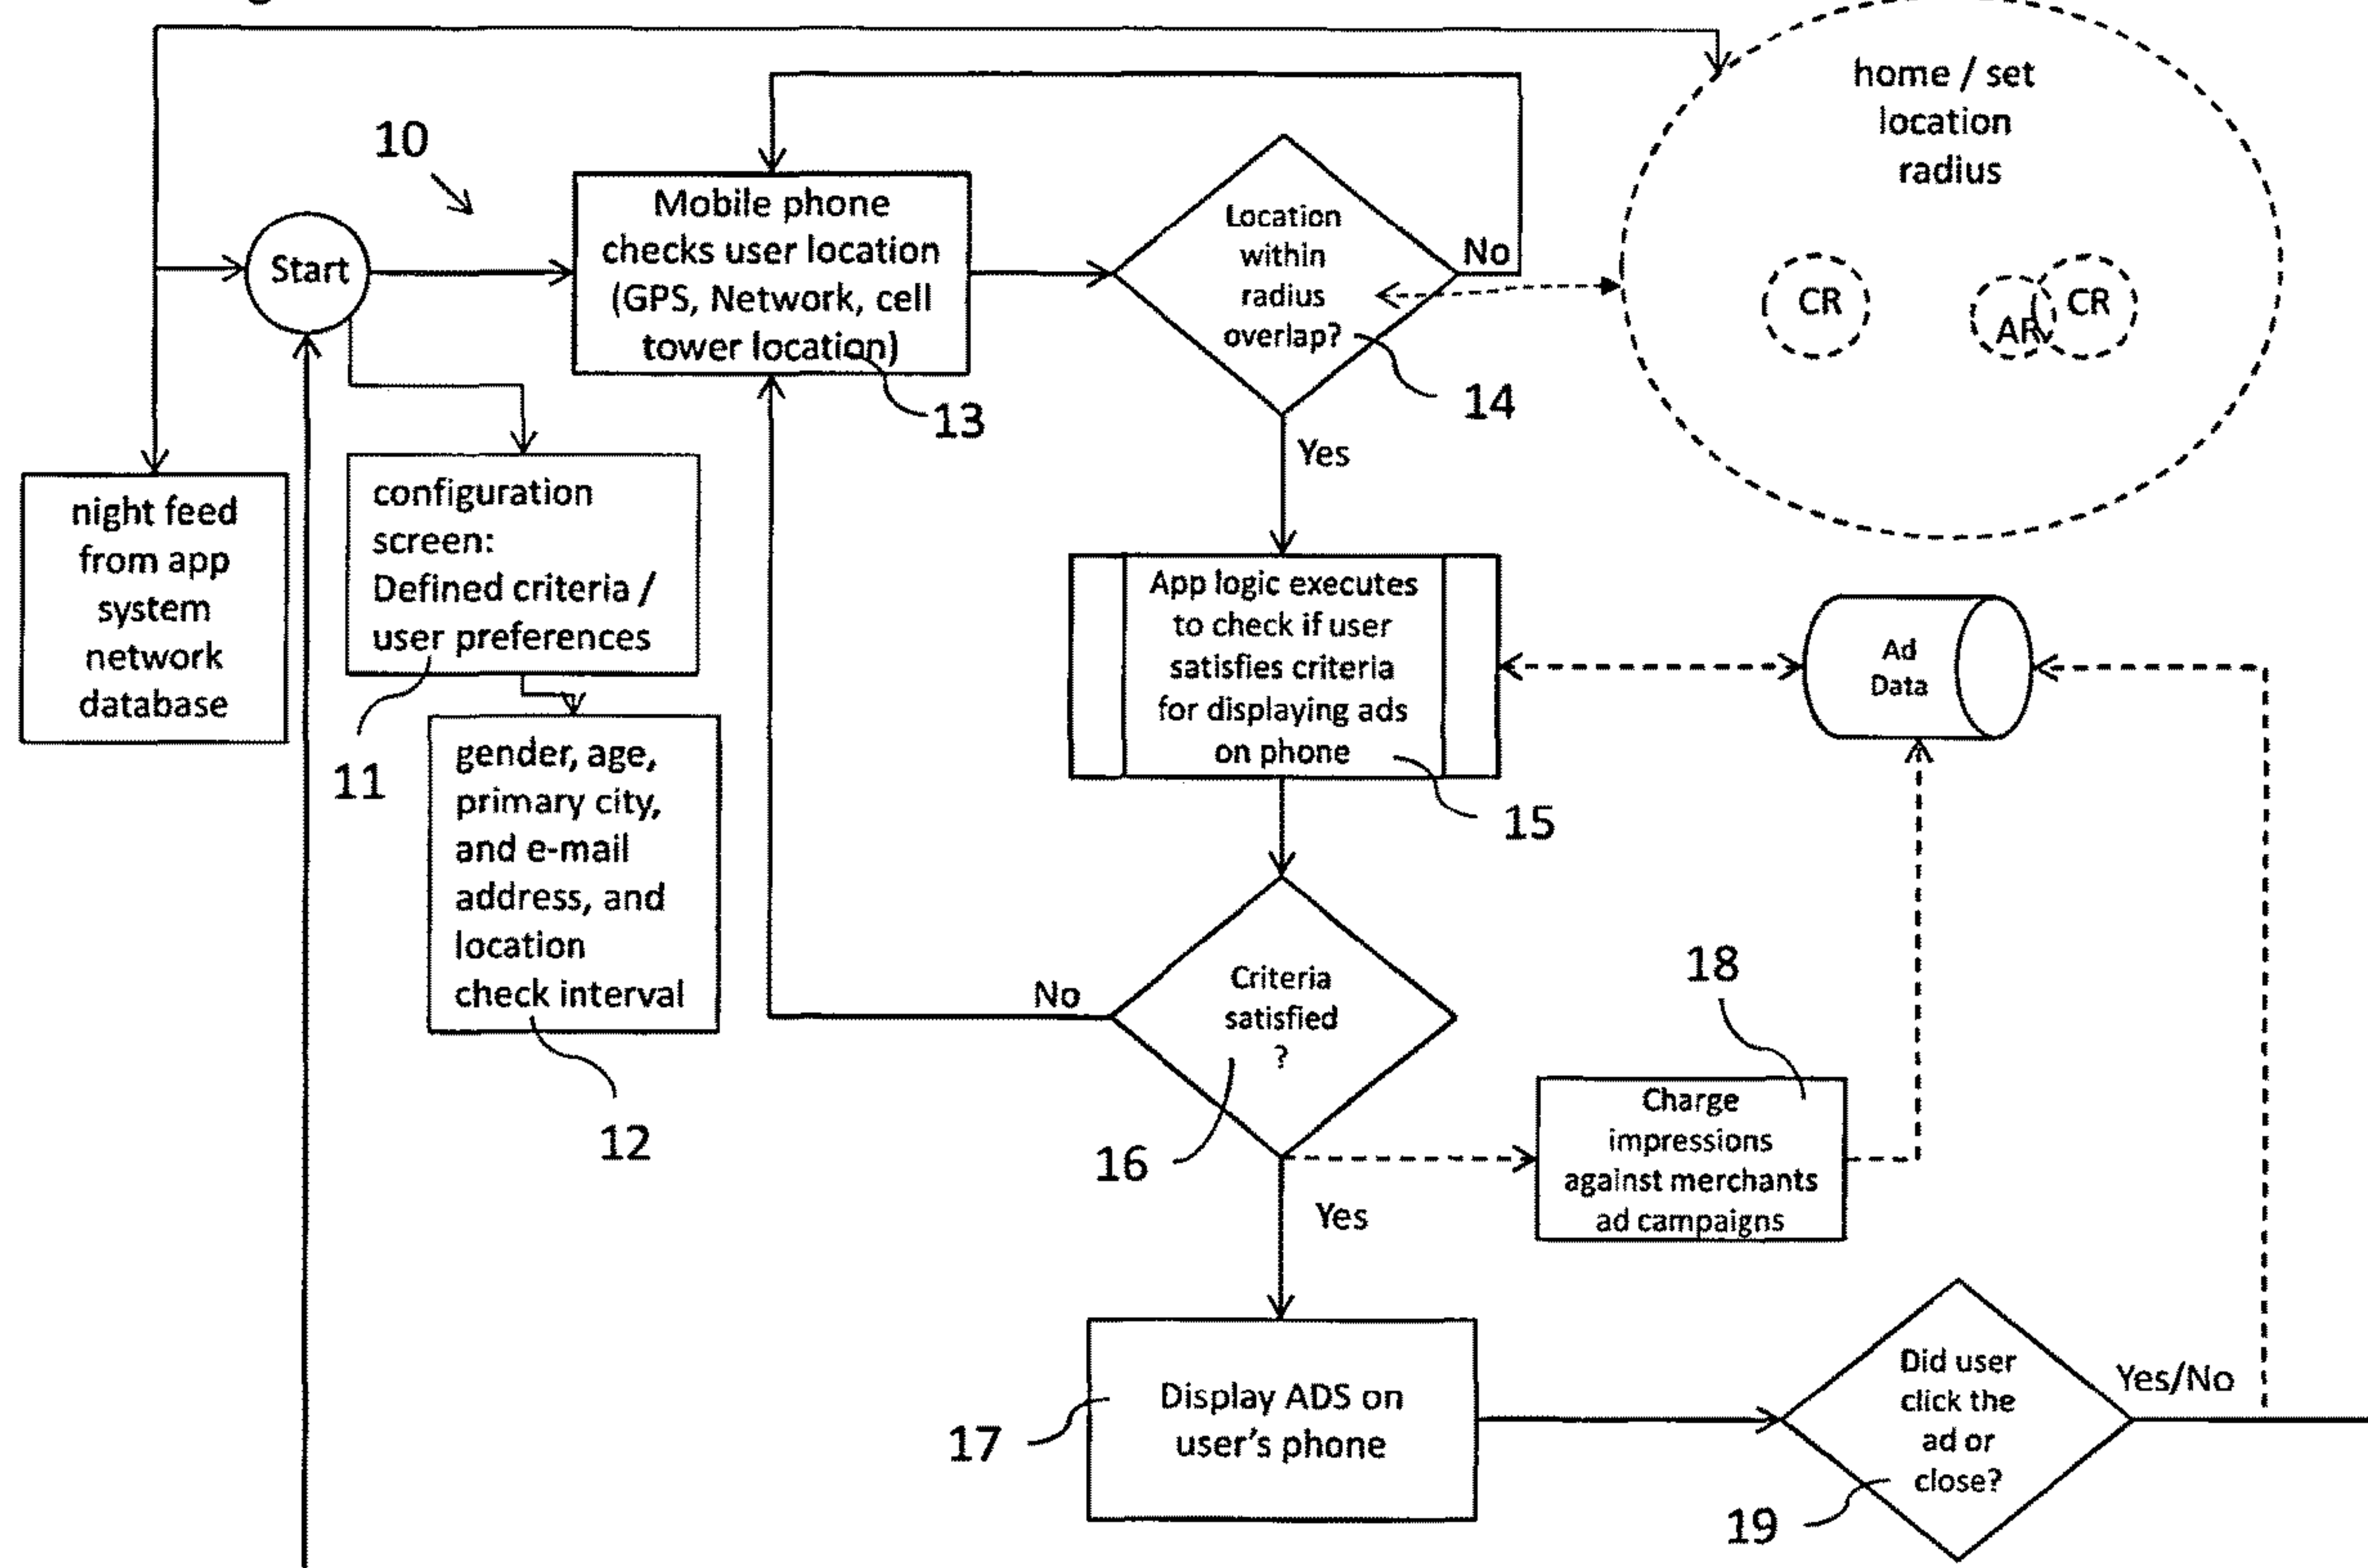 home / set
location
radius
10
Mobile phone
checks user location
(GPS, Network, cell
tower location)
13
Start
Location
within
radius
overlap?
No
14
Yes
CR
AR
CR
night feed
from app
system
network
database
configuration
screen:
Defined criteria /
user preferences
11
gender, age,
primary city,
and e-mail
address, and
location
check interval
12
App logic executes
to check if user
satisfies criteria
for displaying ads
on phone
15
Ad
Data
Criteria
satisfied
?
No
16
Yes
18
Charge
impressions
against merchants
ad campaigns
Display ADS on
user's phone
17
Did user
click the
ad or
close?
Yes/No
19